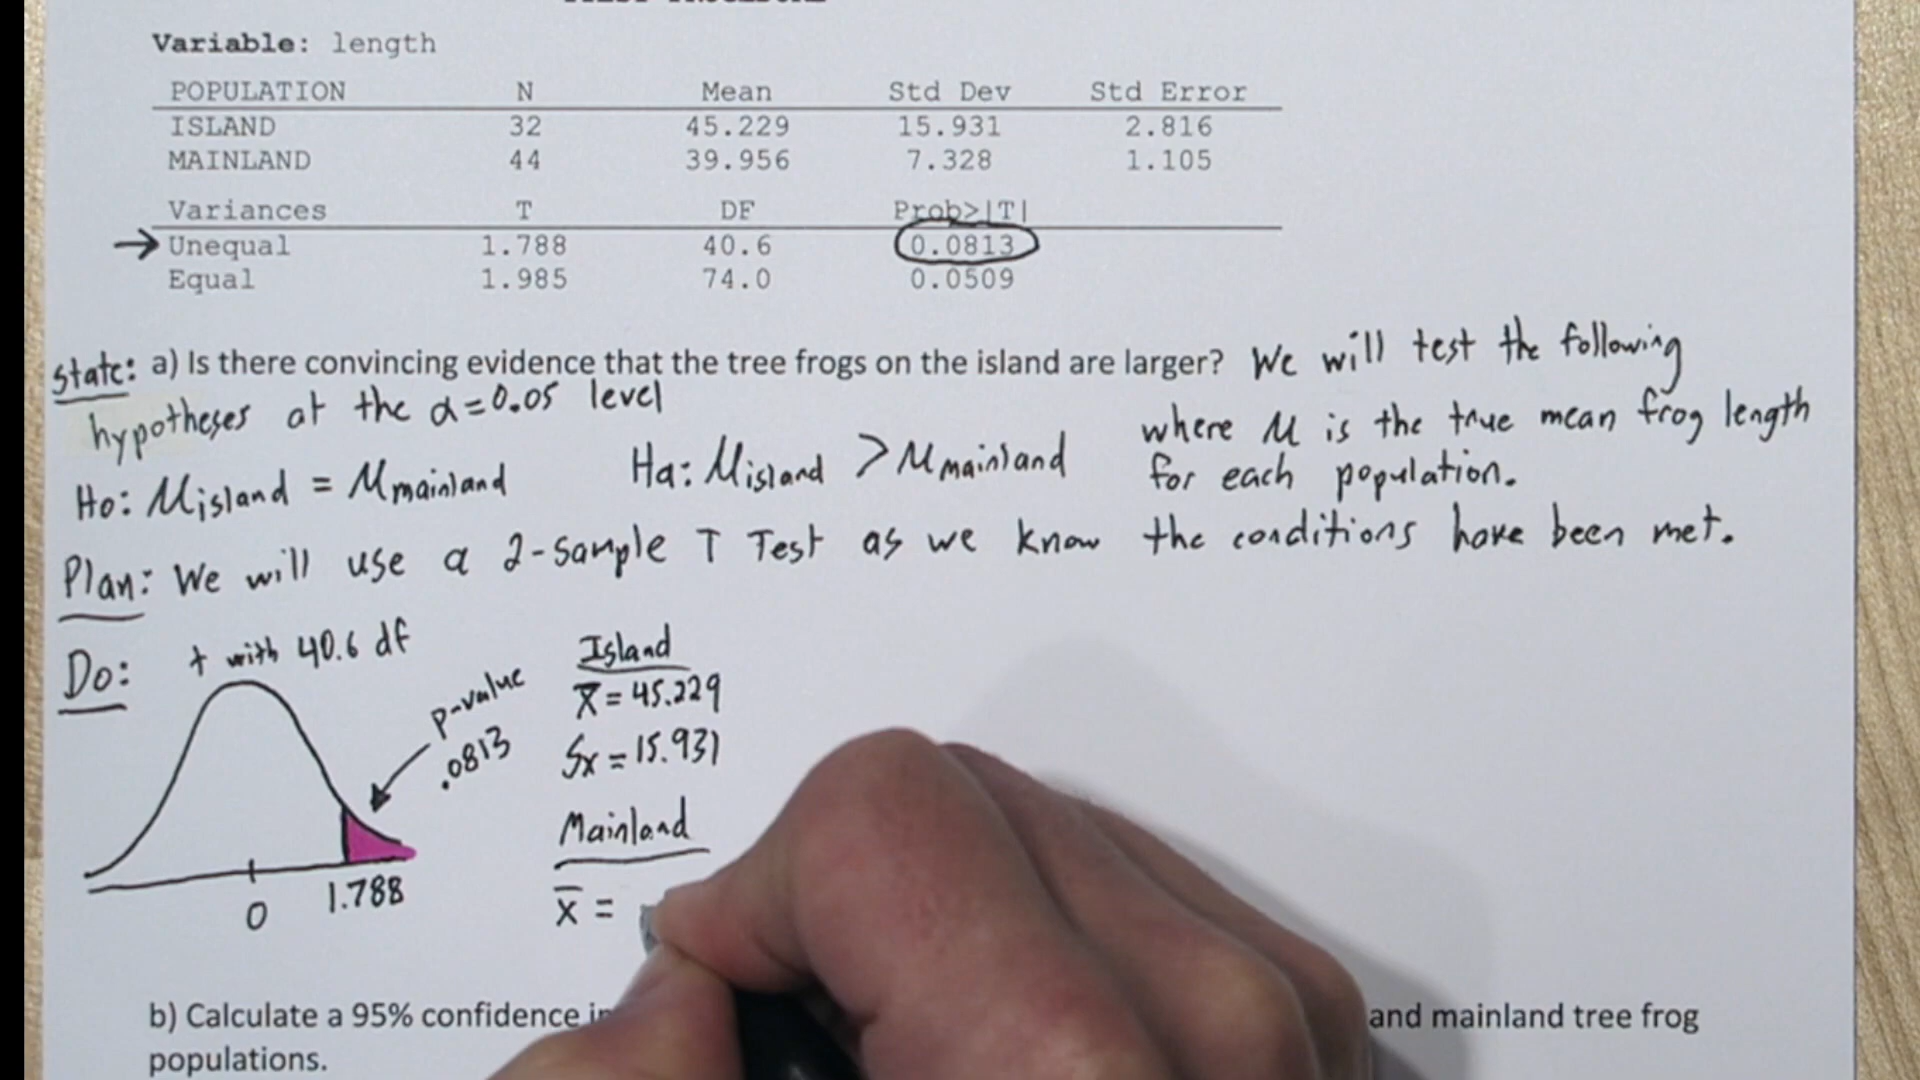 Variable: length
POPULATION N Mean Std Dev Std Error
ISLAND 32 45.229 15.931 2.816
MAINLAND 44 39.956 7.328 1.105
Variances T DF Prob>|T|
→ Unequal 1.788 40.6 0.0813
Equal 1.985 74.0 0.0509
State: a) Is there convincing evidence that the tree frogs on the island are larger? We will test the following
hypotheses at the α=0.05 level
Ho: μisland = μmainland Ha: μisland > μmainland
where μ is the true mean frog length
for each population.
Plan: We will use a 2-sample T Test as we know the conditions have been met.
Do: t with 40.6 df
p-value
.0813
0 1.788
Island
x̄ = 45.229
Sx = 15.931
Mainland
x̄ =
b) Calculate a 95% confidence and mainland tree frog
populations.